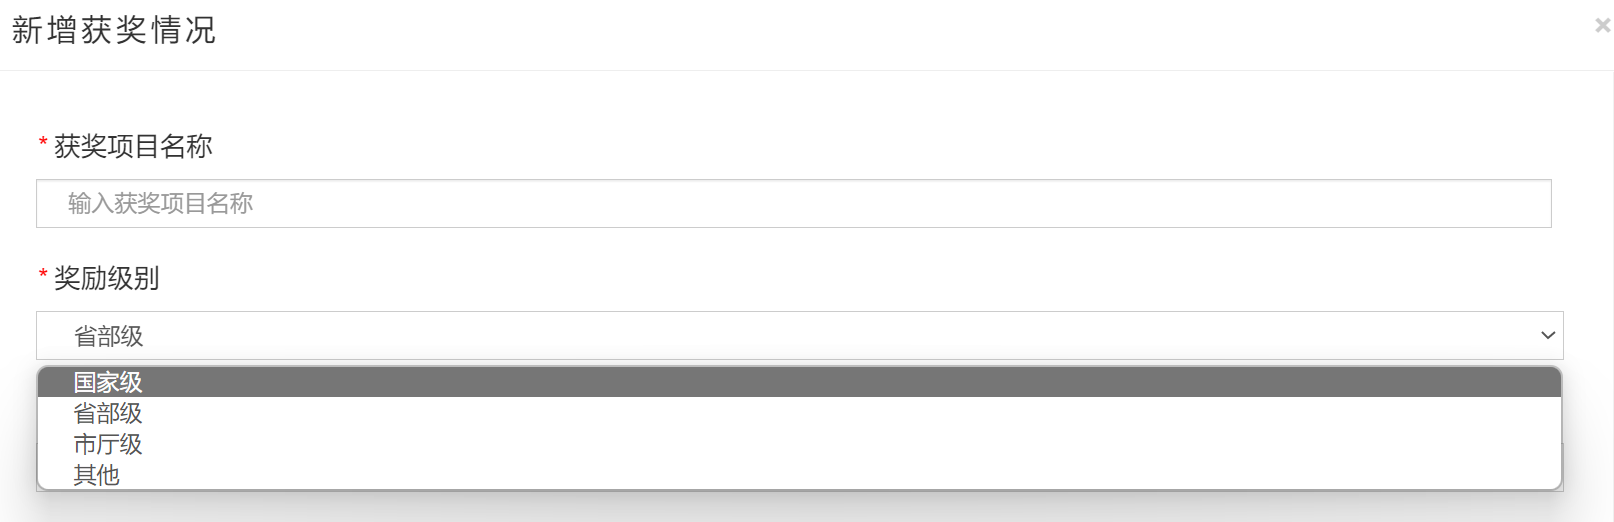 新增获奖情况
×
* 获奖项目名称
输入获奖项目名称
* 奖励级别
省部级
国家级
省部级
市厅级
其他